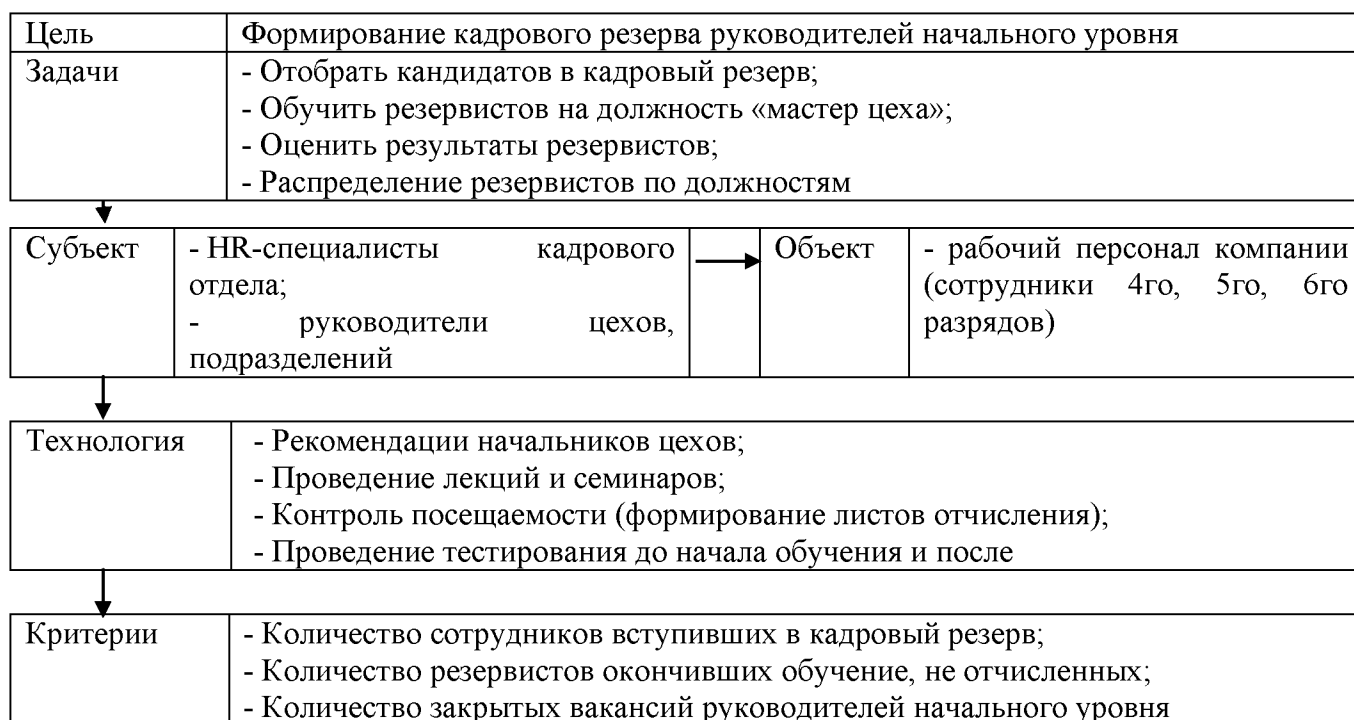 Цель Формирование кадрового резерва руководителей начального уровня
Задачи - Отобрать кандидатов в кадровый резерв;
- Обучить резервистов на должность «мастер цеха»;
- Оценить результаты резервистов;
- Распределение резервистов по должностям
Субъект - HR-специалисты кадрового
отдела;
- руководители цехов,
подразделений
Объект - рабочий персонал компании
(сотрудники 4го, 5го, 6го
разрядов)
Технология - Рекомендации начальников цехов;
- Проведение лекций и семинаров;
- Контроль посещаемости (формирование листов отчисления);
- Проведение тестирования до начала обучения и после
Критерии - Количество сотрудников вступивших в кадровый резерв;
- Количество резервистов окончивших обучение, не отчисленных;
- Количество закрытых вакансий руководителей начального уровня